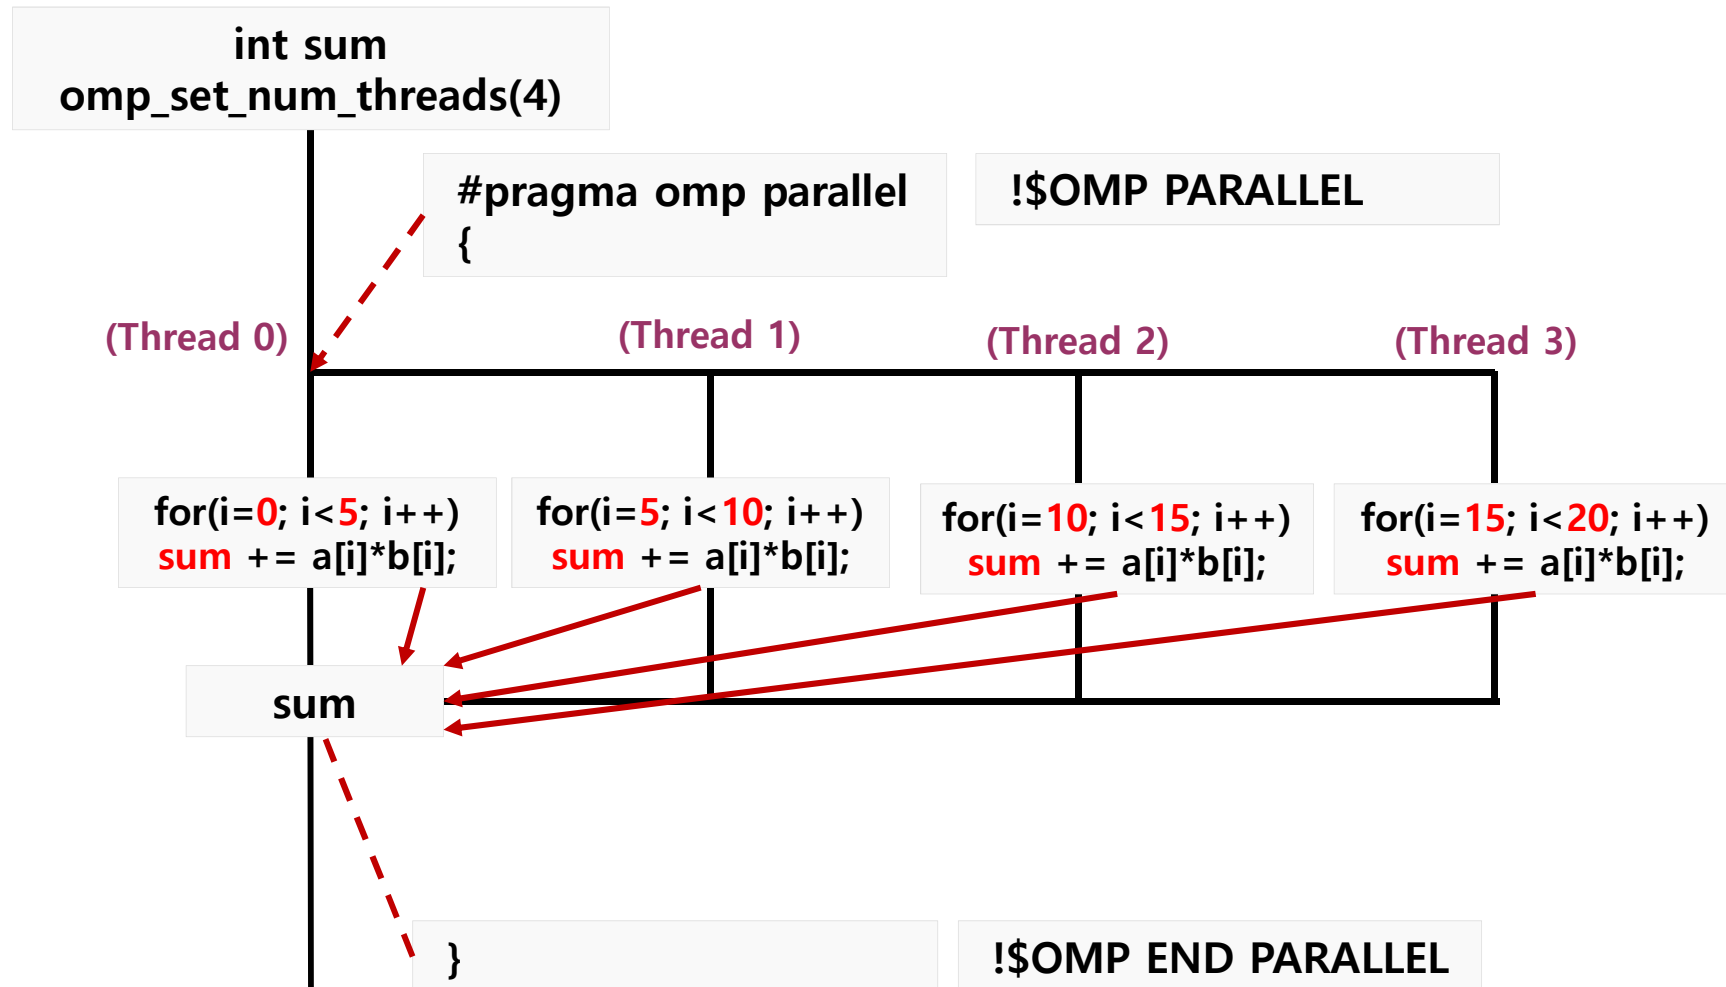 int sum
omp_set_num_threads(4)
#pragma omp parallel
{
!$OMP PARALLEL
(Thread 0)
(Thread 1)
(Thread 2)
(Thread 3)
for(i=0; i<5; i++)
sum += a[i]*b[i];
for(i=5; i<10; i++)
sum += a[i]*b[i];
for(i=10; i<15; i++)
sum += a[i]*b[i];
for(i=15; i<20; i++)
sum += a[i]*b[i];
sum
}
!$OMP END PARALLEL